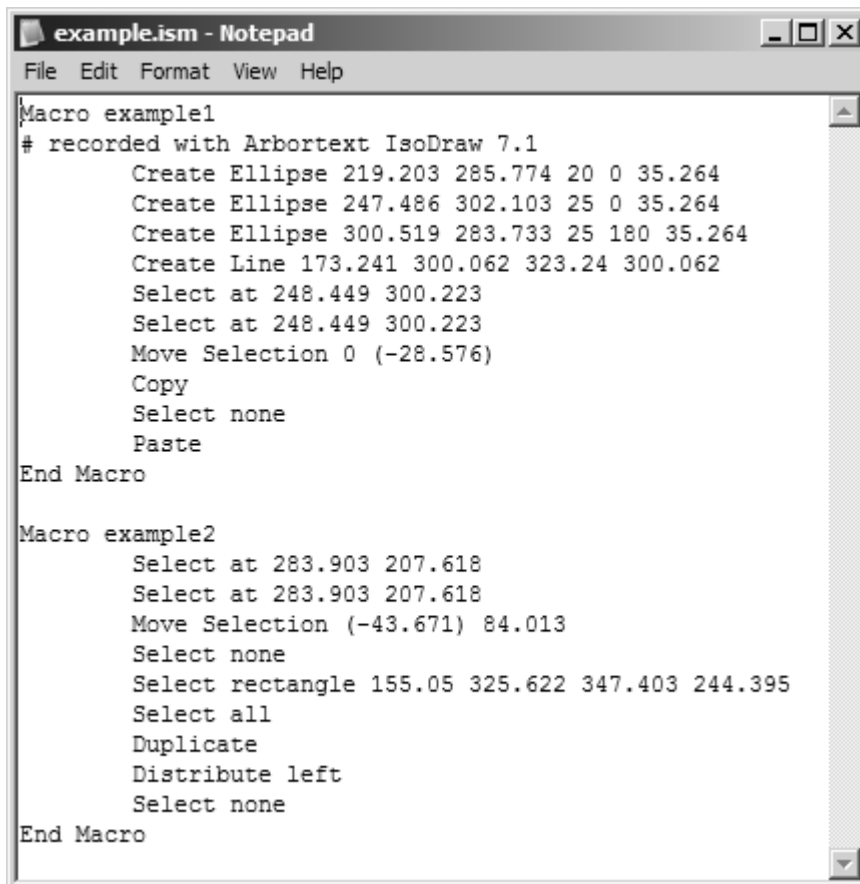 example.ism - Notepad
File Edit Format View Help
Macro example1
# recorded with Arbortext IsoDraw 7.1
Create Ellipse 219.203 285.774 20 0 35.264
Create Ellipse 247.486 302.103 25 0 35.264
Create Ellipse 300.519 283.733 25 180 35.264
Create Line 173.241 300.062 323.24 300.062
Select at 248.449 300.223
Select at 248.449 300.223
Move Selection 0 (-28.576)
Copy
Select none
Paste
End Macro
Macro example2
Select at 283.903 207.618
Select at 283.903 207.618
Move Selection (-43.671) 84.013
Select none
Select rectangle 155.05 325.622 347.403 244.395
Select all
Duplicate
Distribute left
Select none
End Macro